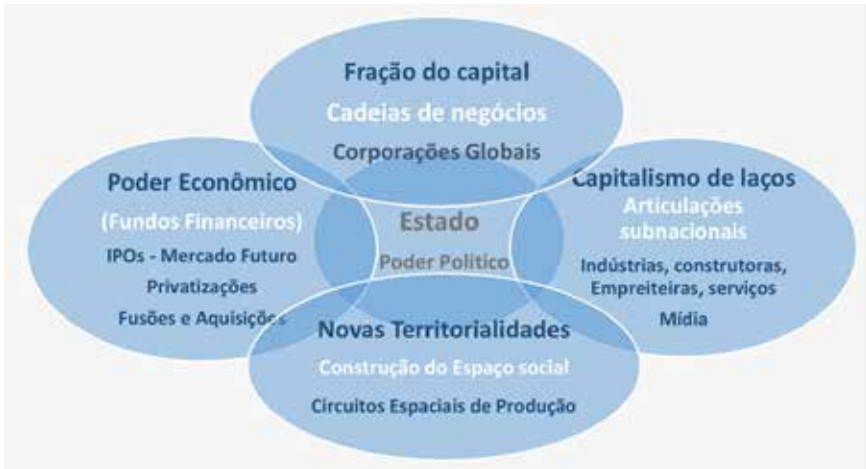 Fração do capital
Cadeias de negócios
Corporações Globais
Poder Econômico
(Fundos Financeiros)
IPOs - Mercado Futuro
Privatizações
Fusões e Aquisições
Estado
Poder Politico
Capitalismo de laços
Articulações
subnacionais
Indústrias, construtoras,
Empreiteiras, serviços
Mídia
Novas Territorialidades
Construção do Espaço social
Circuitos Espaciais de Produção